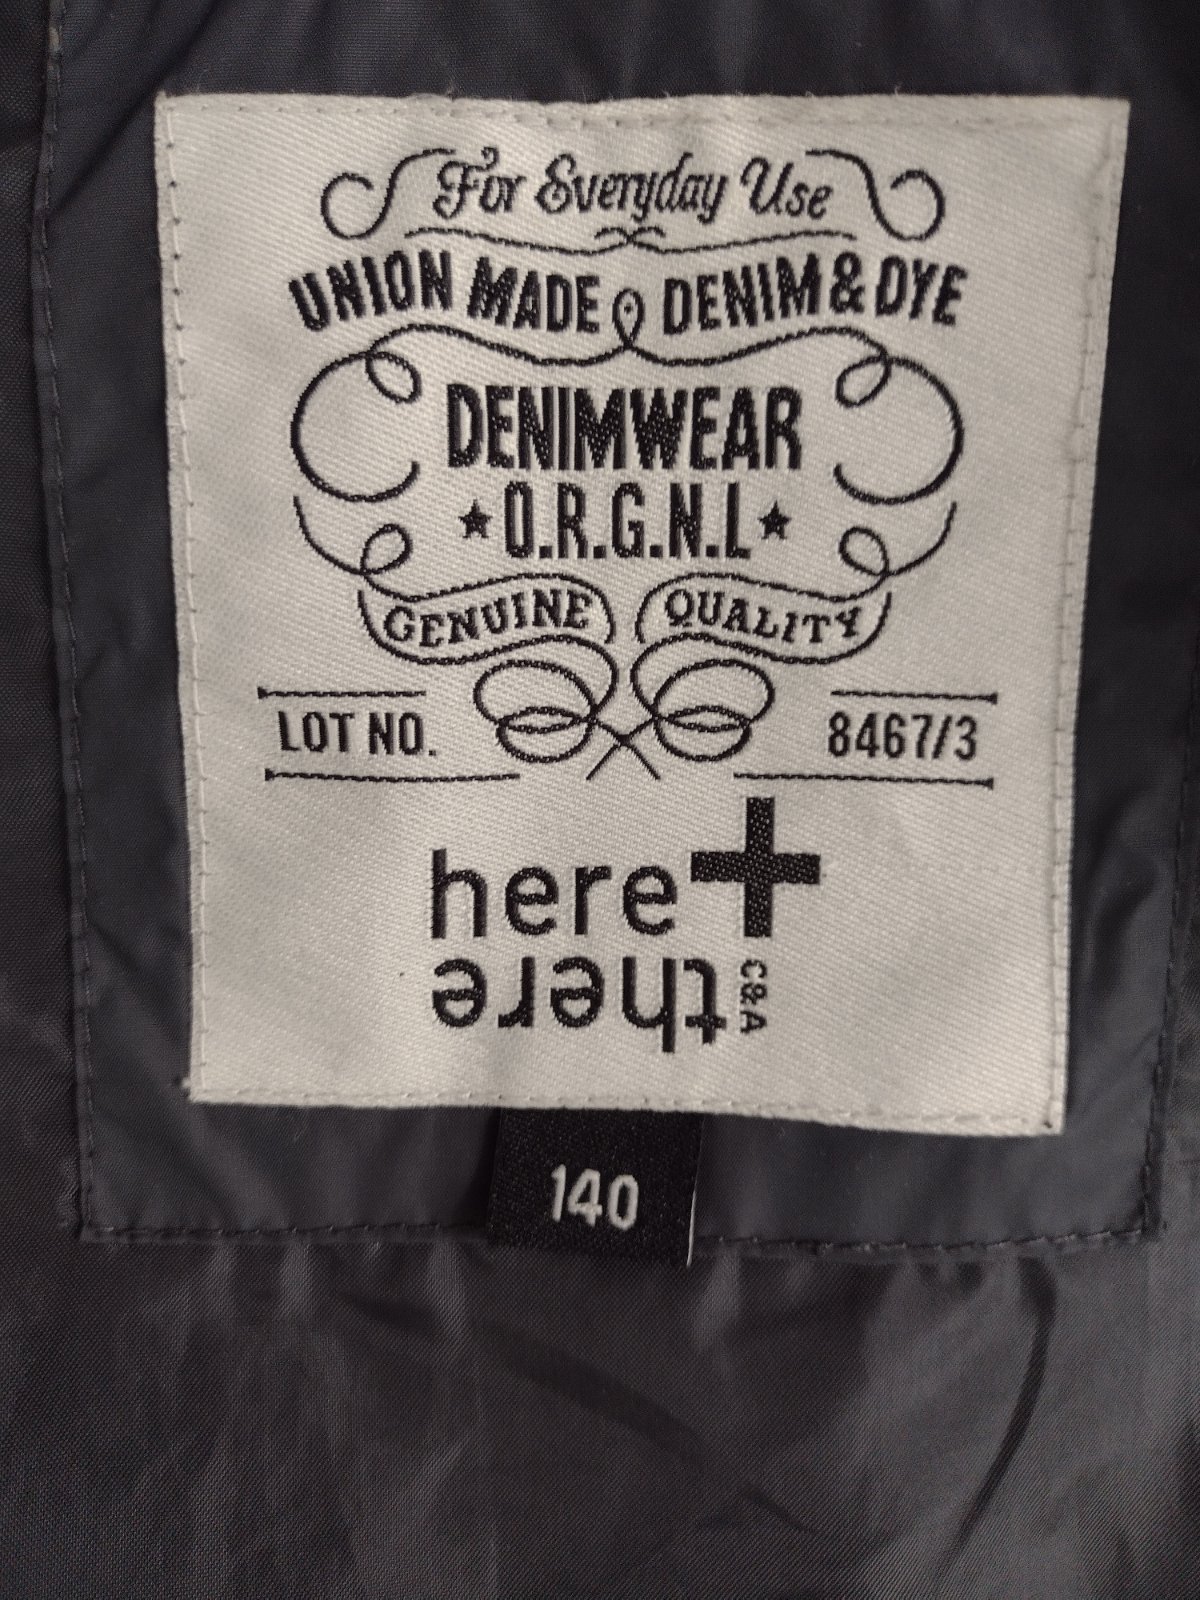 For Everyday Use
UNION MADE DENIM & DYE
DENIMWEAR
★ O.R.G.N.L ★
GENUINE QUALITY
LOT NO. 8467/3
here+
there C&A
140